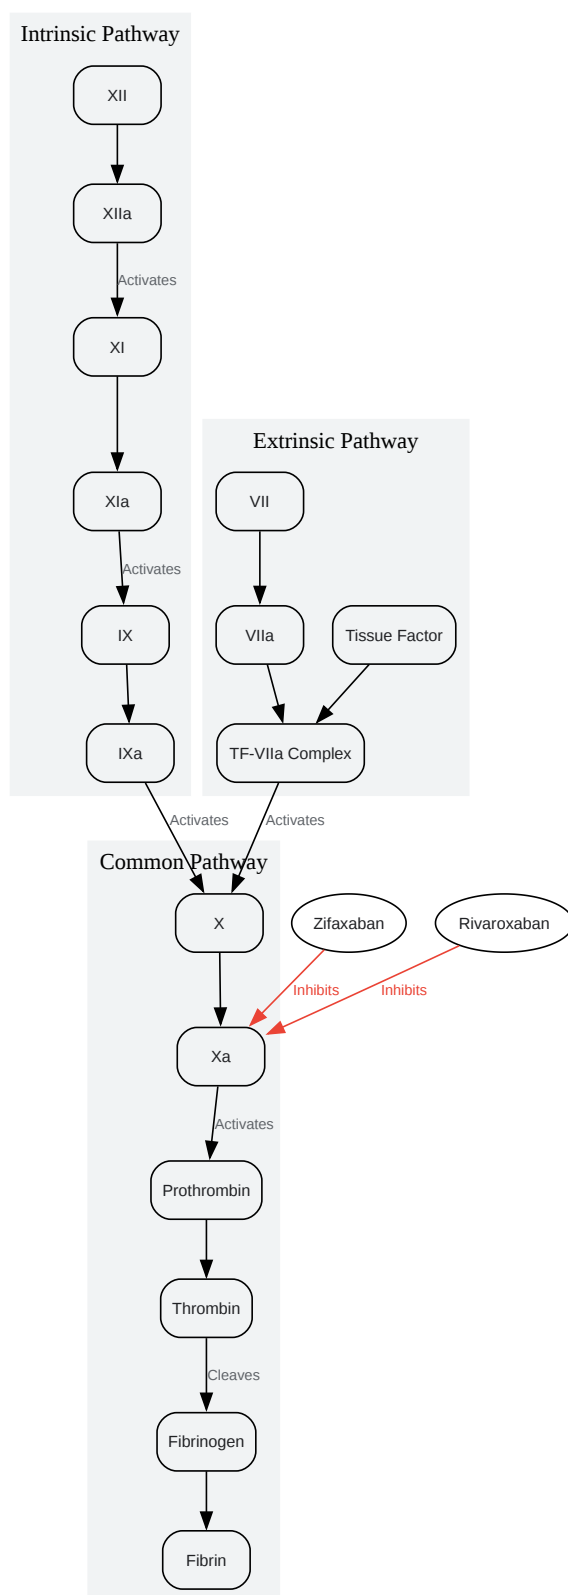 Intrinsic Pathway
XII
XIIa
Activates
XI
XIa
Activates
IX
IXa
Extrinsic Pathway
VII
VIIa
Tissue Factor
TF-VIIa Complex
Activates
Activates
Common Pathway
X
Zifaxaban
Rivaroxaban
Inhibits
Inhibits
Xa
Activates
Prothrombin
Thrombin
Cleaves
Fibrinogen
Fibrin